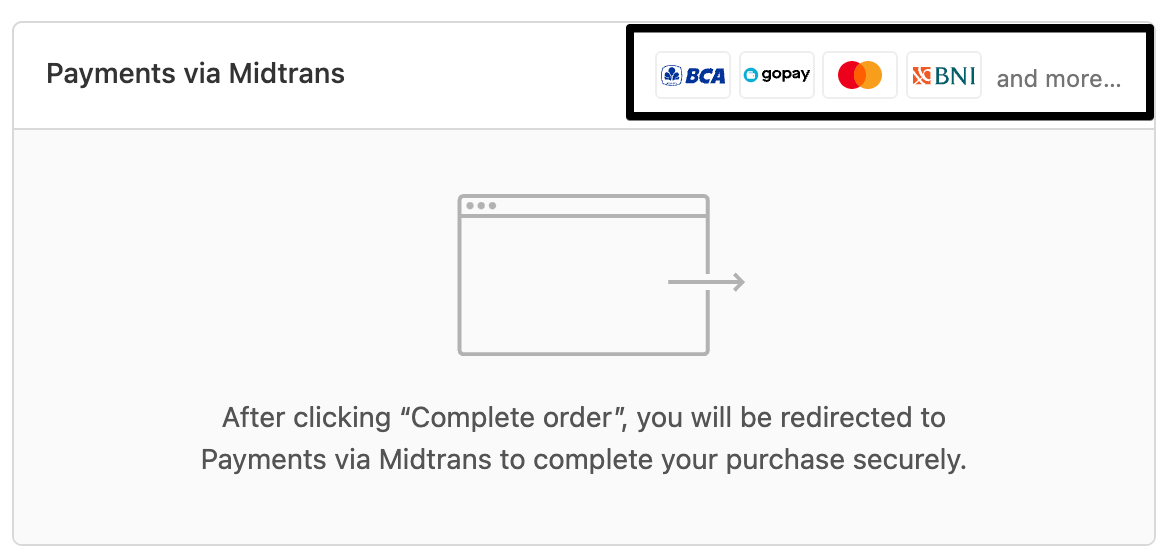 Payments via Midtrans
BCA gopay BNI and more...
After clicking “Complete order”, you will be redirected to
Payments via Midtrans to complete your purchase securely.